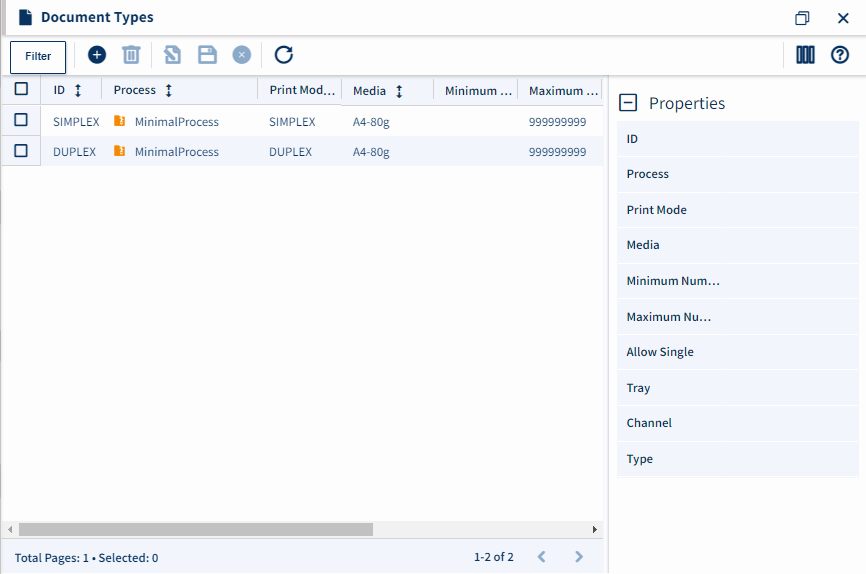 Document Types
Filter
ID Process Print Mod... Media Minimum ... Maximum ...
SIMPLEX MinimalProcess SIMPLEX A4-80g 999999999
DUPLEX MinimalProcess DUPLEX A4-80g 999999999
Total Pages: 1 • Selected: 0 1-2 of 2
Properties
ID
Process
Print Mode
Media
Minimum Num...
Maximum Nu...
Allow Single
Tray
Channel
Type